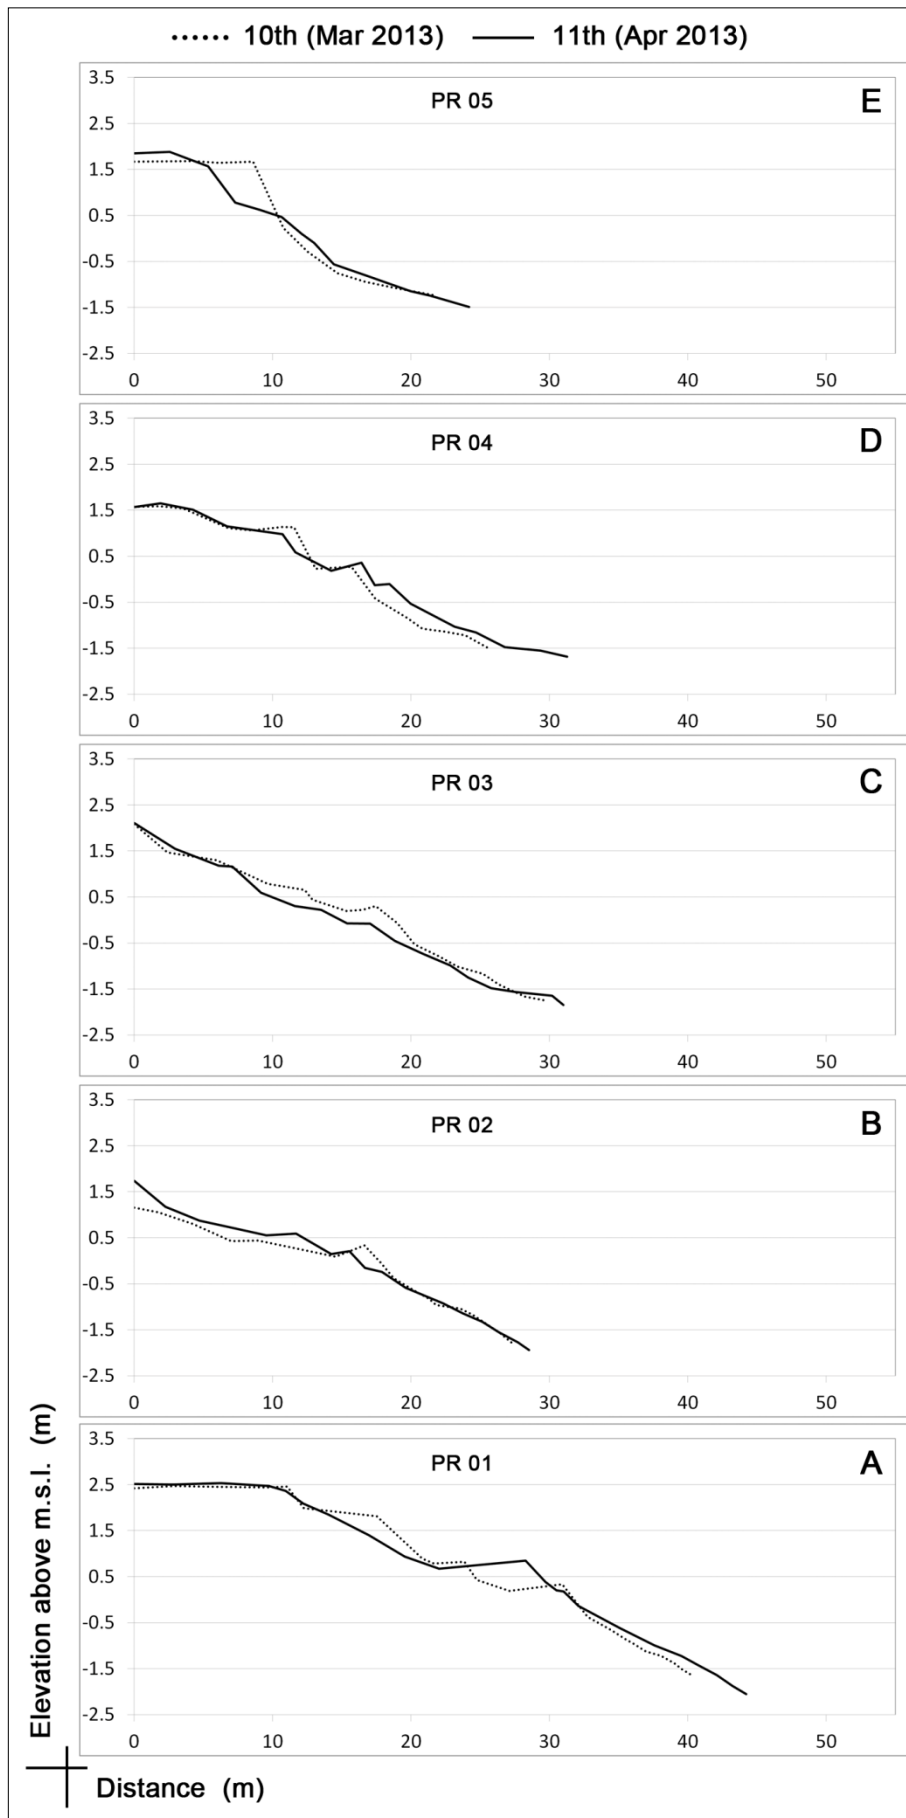 10th (Mar 2013) 11th (Apr 2013)
PR 05 E
3.5
2.5
1.5
0.5
-0.5
-1.5
-2.5
0 10 20 30 40 50
PR 04 D
3.5
2.5
1.5
0.5
-0.5
-1.5
-2.5
0 10 20 30 40 50
PR 03 C
3.5
2.5
1.5
0.5
-0.5
-1.5
-2.5
0 10 20 30 40 50
PR 02 B
3.5
2.5
1.5
0.5
-0.5
-1.5
-2.5
0 10 20 30 40 50
PR 01 A
3.5
2.5
1.5
0.5
-0.5
-1.5
-2.5
0 10 20 30 40 50
Elevation above m.s.l. (m)
Distance (m)